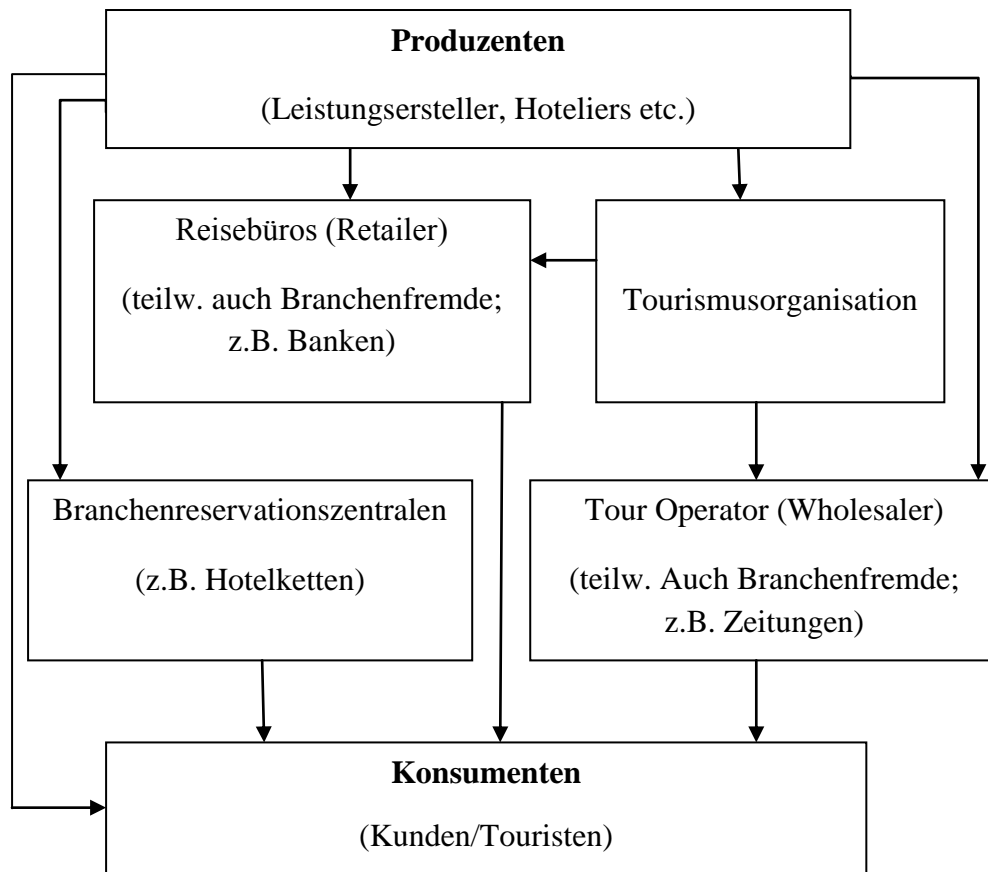 Produzenten
(Leistungsersteller, Hoteliers etc.)
Reisebüros (Retailer)
(teilw. auch Branchenfremde;
z.B. Banken)
Tourismusorganisation
Branchenreservationszentralen
(z.B. Hotelketten)
Tour Operator (Wholesaler)
(teilw. Auch Branchenfremde;
z.B. Zeitungen)
Konsumenten
(Kunden/Touristen)